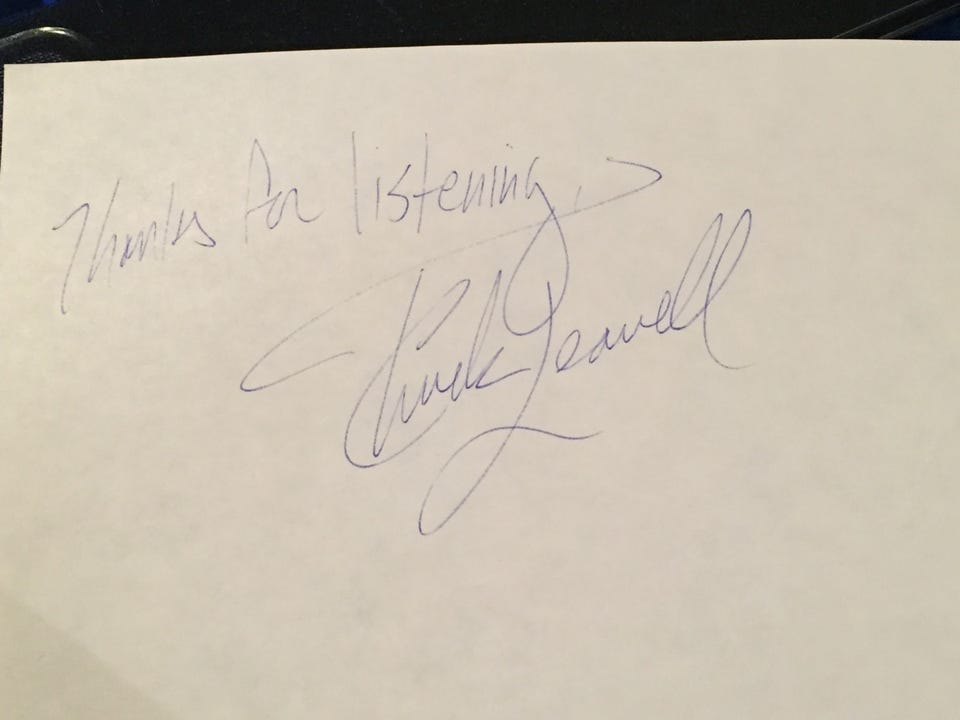 Thanks for listening,
Chuck Leavell